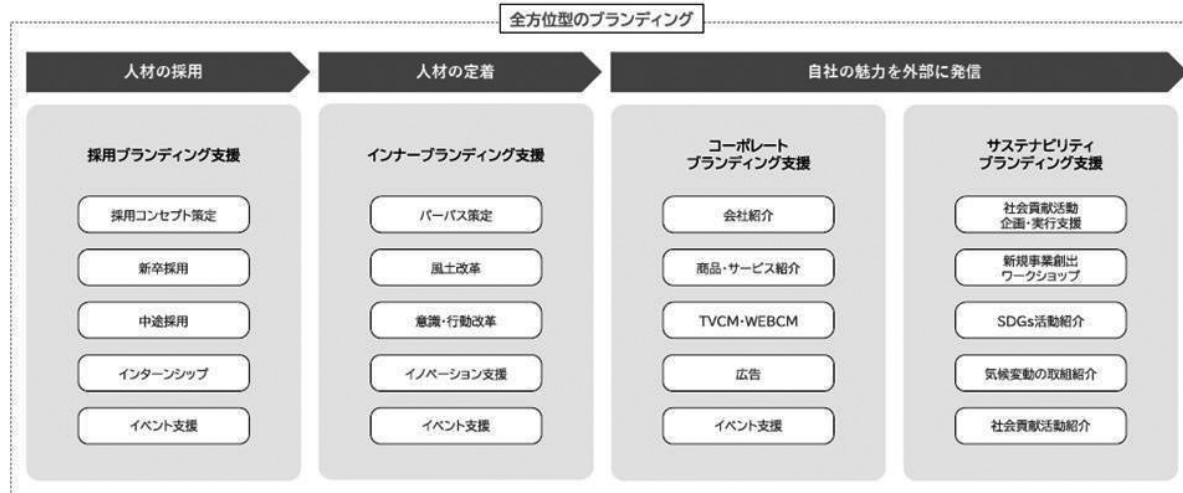 全方位型のブランディング
人材の採用
人材の定着
自社の魅力を外部に発信
採用ブランディング支援
採用コンセプト策定
新卒採用
中途採用
インターンシップ
イベント支援
インナーブランディング支援
パーパス策定
風土改革
意識・行動改革
イノベーション支援
イベント支援
コーポレート
ブランディング支援
会社紹介
商品・サービス紹介
TVCM・WEBCM
広告
イベント支援
サステナビリティ
ブランディング支援
社会貢献活動
企画・実行支援
新規事業創出
ワークショップ
SDGs活動紹介
気候変動の取組紹介
社会貢献活動紹介